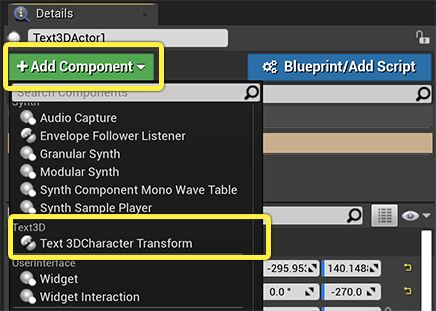 Details
Text3DActor1
+Add Component
Blueprint/Add Script
Search Components
Synth
Audio Capture
Envelope Follower Listener
Granular Synth
Modular Synth
Synth Component Mono Wave Table
Synth Sample Player
Text3D
Text 3DCharacter Transform
UserInterface
Widget
Widget Interaction
140.148
0.0 °
-270.0